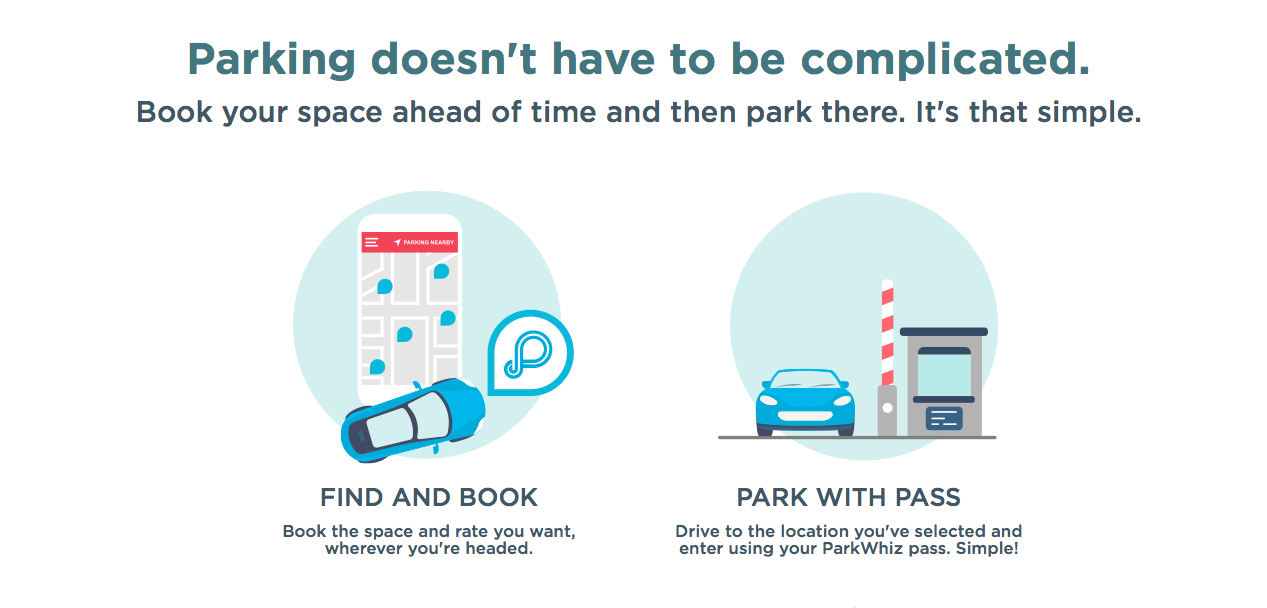 Parking doesn't have to be complicated.
Book your space ahead of time and then park there. It's that simple.
PARKING NEARBY
FIND AND BOOK
Book the space and rate you want,
wherever you're headed.
PARK WITH PASS
Drive to the location you've selected and
enter using your ParkWhiz pass. Simple!